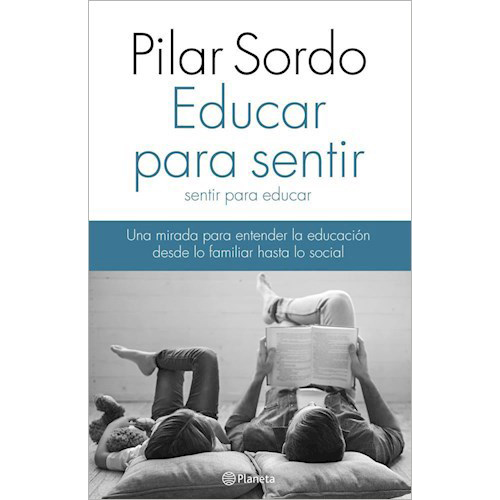 Pilar Sordo
Educar
para sentir
sentir para educar
Una mirada para entender la educación
desde lo familiar hasta lo social
Planeta